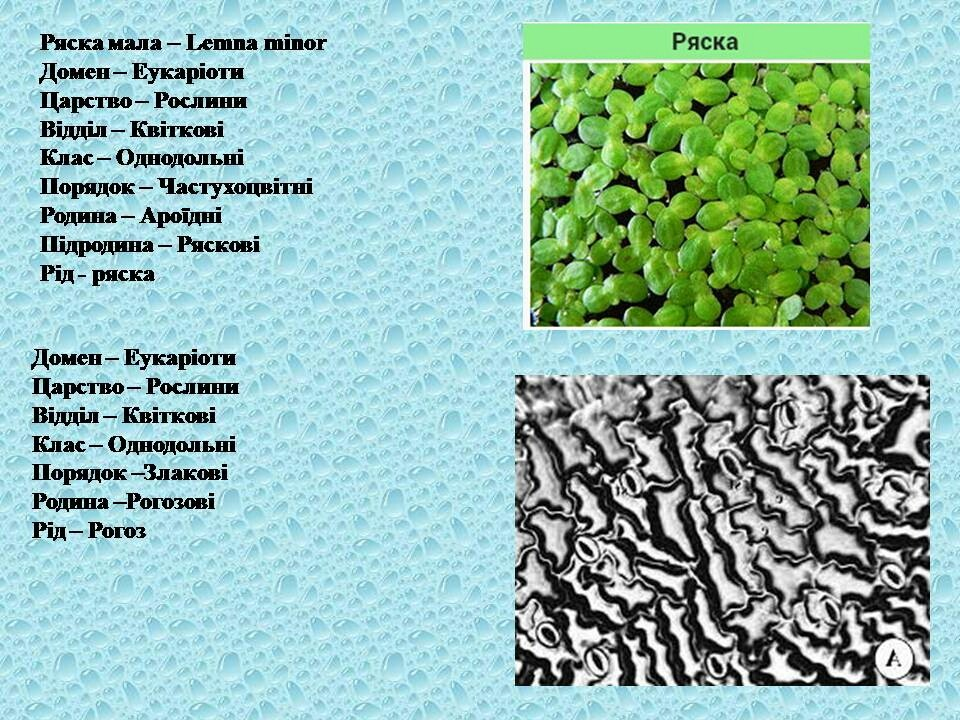 Ряска мала – Lemna minor
Домен – Еукаріоти
Царство – Рослини
Відділ – Квіткові
Клас – Однодольні
Порядок – Частухоцвітні
Родина – Ароїдні
Підродина – Ряскові
Рід - ряска
Ряска
Домен – Еукаріоти
Царство – Рослини
Відділ – Квіткові
Клас – Однодольні
Порядок –Злакові
Родина –Рогозові
Рід – Рогоз
А